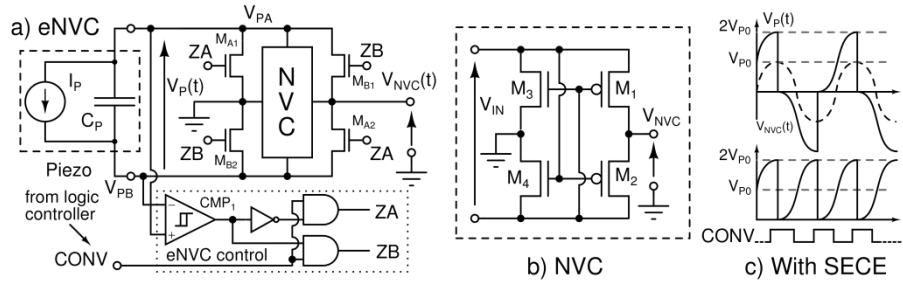 a) eNVC
I_P
C_P
Piezo
V_PA
V_PB
V_P(t)
ZA
M_A1
M_B1
ZB
NVC
V_NVC(t)
ZB
M_B2
M_A2
ZA
from logic
controller
CONV
CMP_1
−
+
eNVC control
ZA
ZB
V_IN
M_3
M_1
M_4
M_2
V_NVC
b) NVC
2V_P0
V_P(t)
V_P0
V_NVC(t)
2V_P0
V_P0
CONV
c) With SECE